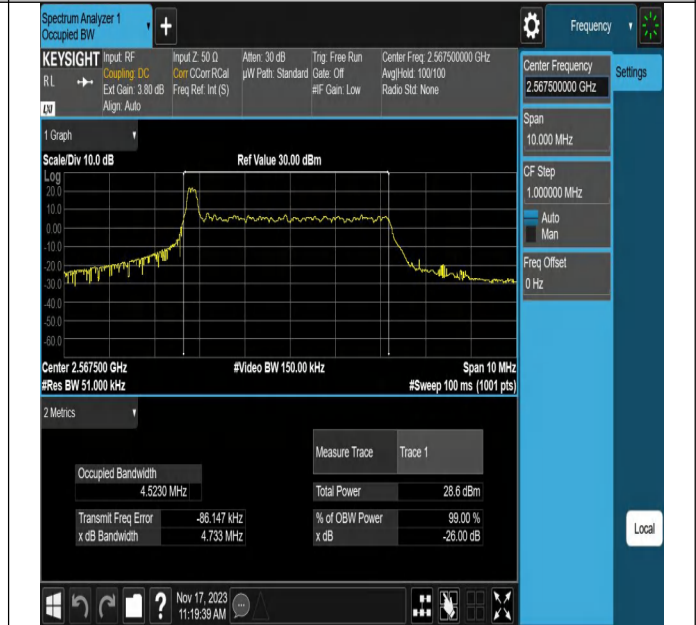 Spectrum Analyzer 1
Occupied BW
+
Frequency
KEYSIGHT Input: RF Input Z: 50 Ω Atten: 30 dB Trig: Free Run Center Freq: 2.567500000 GHz
RL Coupling: DC Corr CCorr RCal µW Path: Standard Gate: Off Avg|Hold: 100/100
Ext Gain: 3.80 dB Freq Ref: Int (S) #IF Gain: Low Radio Std: None
LXI Align: Auto
Center Frequency
2.567500000 GHz
Settings
Span
10.000 MHz
CF Step
1.000000 MHz
Auto
Man
Freq Offset
0 Hz
1 Graph
Scale/Div 10.0 dB Ref Value 30.00 dBm
Log
20.0
10.0
0.00
-10.0
-20.0
-30.0
-40.0
-50.0
-60.0
Center 2.567500 GHz #Video BW 150.00 kHz Span 10 MHz
#Res BW 51.000 kHz #Sweep 100 ms (1001 pts)
2 Metrics
Measure Trace Trace 1
Occupied Bandwidth
4.5230 MHz
Total Power 28.6 dBm
Transmit Freq Error -86.147 kHz % of OBW Power 99.00 %
x dB Bandwidth 4.733 MHz x dB -26.00 dB
Local
? Nov 17, 2023
11:19:39 AM